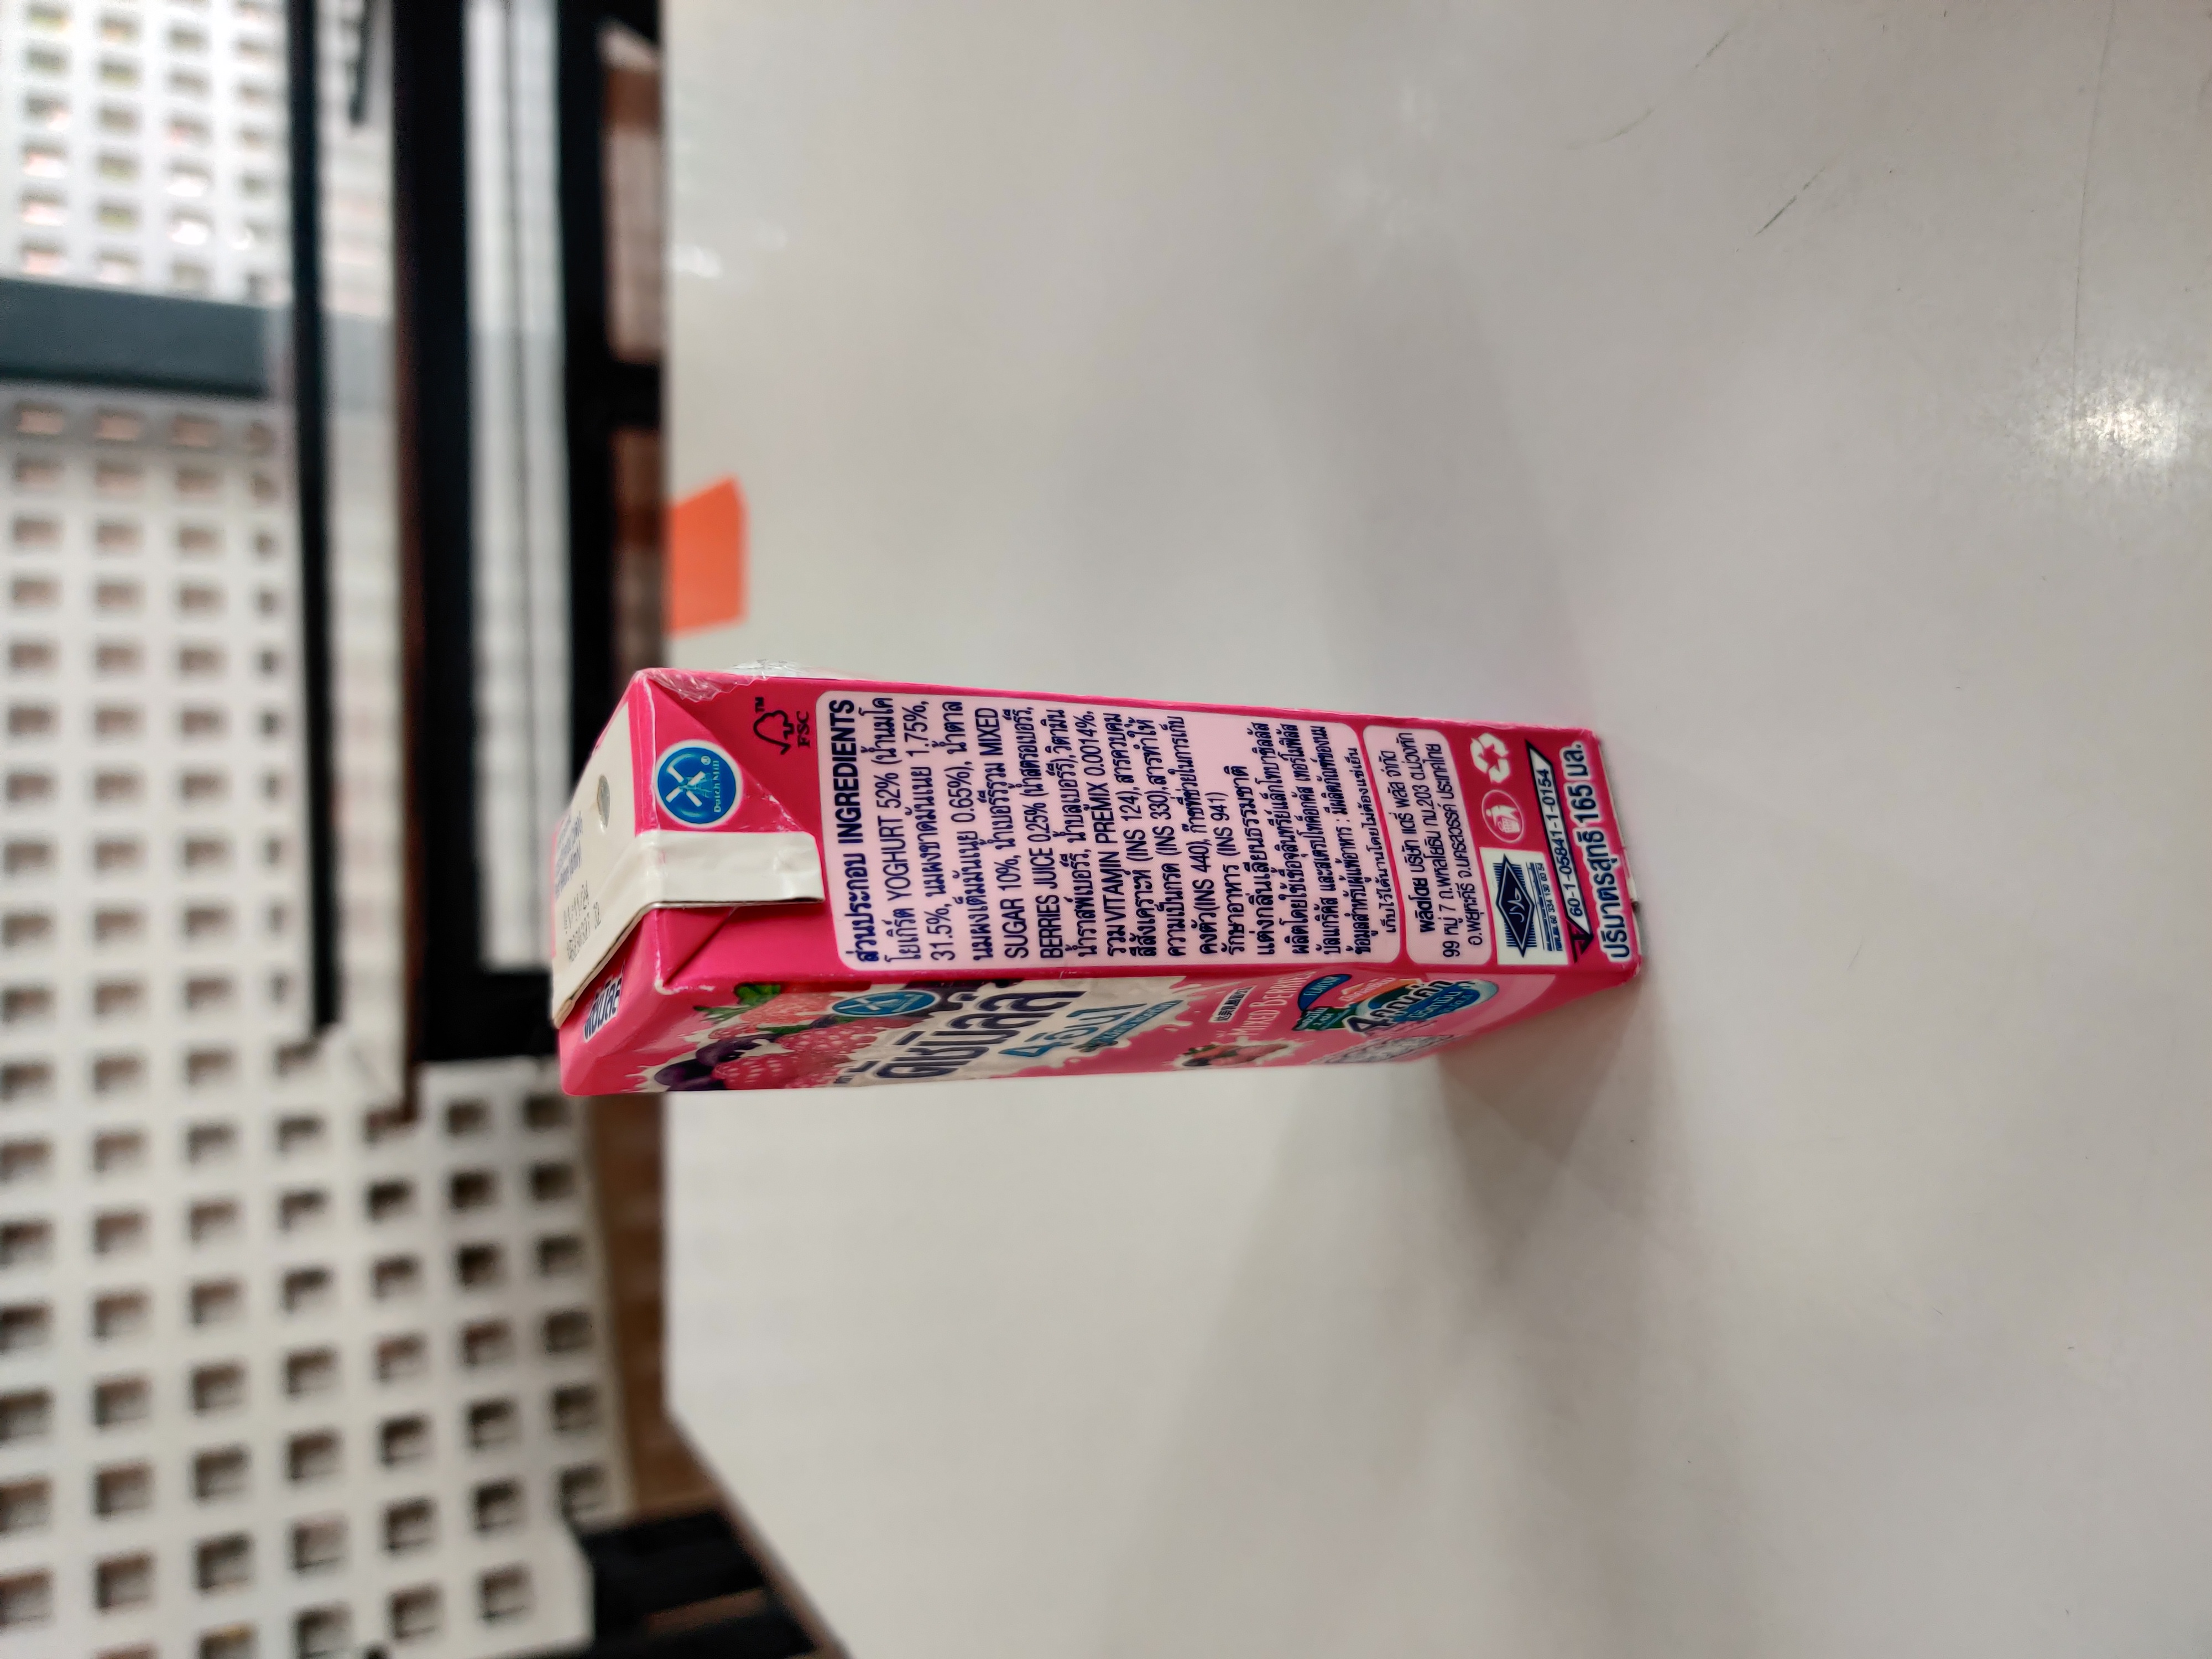 Dutch Mill ®
FSC ™
ส่วนประกอบ INGREDIENTS
โยเกิร์ต YOGHURT 52% (น้ำนมโค
31.5%, นมผงขาดมันเนย 1.75%,
นมผงเต็มมันเนย 0.65%), น้ำตาล
SUGAR 10%, น้ำเบอร์รี่รวม MIXED
BERRIES JUICE 0.25% (น้ำสตรอเบอร์รี่,
น้ำราสพ์เบอร์รี่, น้ำบลูเบอร์รี่), วิตามิน
รวม VITAMIN PREMIX 0.0014%,
สีสังเคราะห์ (INS 124), สารควบคุม
ความเป็นกรด (INS 330), สารทำให้
คงตัว (INS 440), ก๊าซที่ช่วยในการเก็บ
รักษาอาหาร (INS 941)
แต่งกลิ่นเลียนธรรมชาติ
ผลิตโดยใช้เชื้อจุลินทรีย์แล็กโทบาซิลลัส
บัลแกริคัส และสเตรปโทค็อกคัส เทอร์โมฟิลัส
ข้อมูลสำหรับผู้แพ้อาหาร : มีผลิตภัณฑ์ของนม
เก็บไว้ได้นานโดยไม่ต้องแช่เย็น
ผลิตโดย บริษัท แดรี่ พลัส จำกัด
99 หมู่ 7 ถ.พหลโยธิน กม.203 ต.ม่วงหัก
อ.พยุหะคีรี จ.นครสวรรค์ ประเทศไทย
حلال
60-1-05841-1-0154
ปริมาตรสุทธิ 165 มล.
ดัชมิลล์
4อิน1
MIXED BERRIES
4 คุณค่า